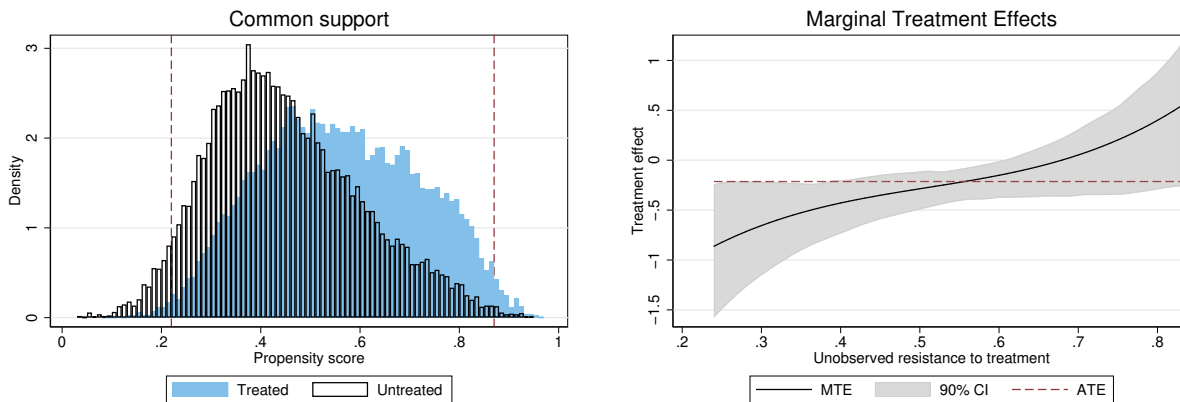 Common support
Density
3
2
1
0
0 .2 .4 .6 .8 1
Propensity score
Treated Untreated
Marginal Treatment Effects
Treatment effect
1
.5
0
−.5
−1
−1.5
.2 .3 .4 .5 .6 .7 .8
Unobserved resistance to treatment
MTE 90% CI ATE